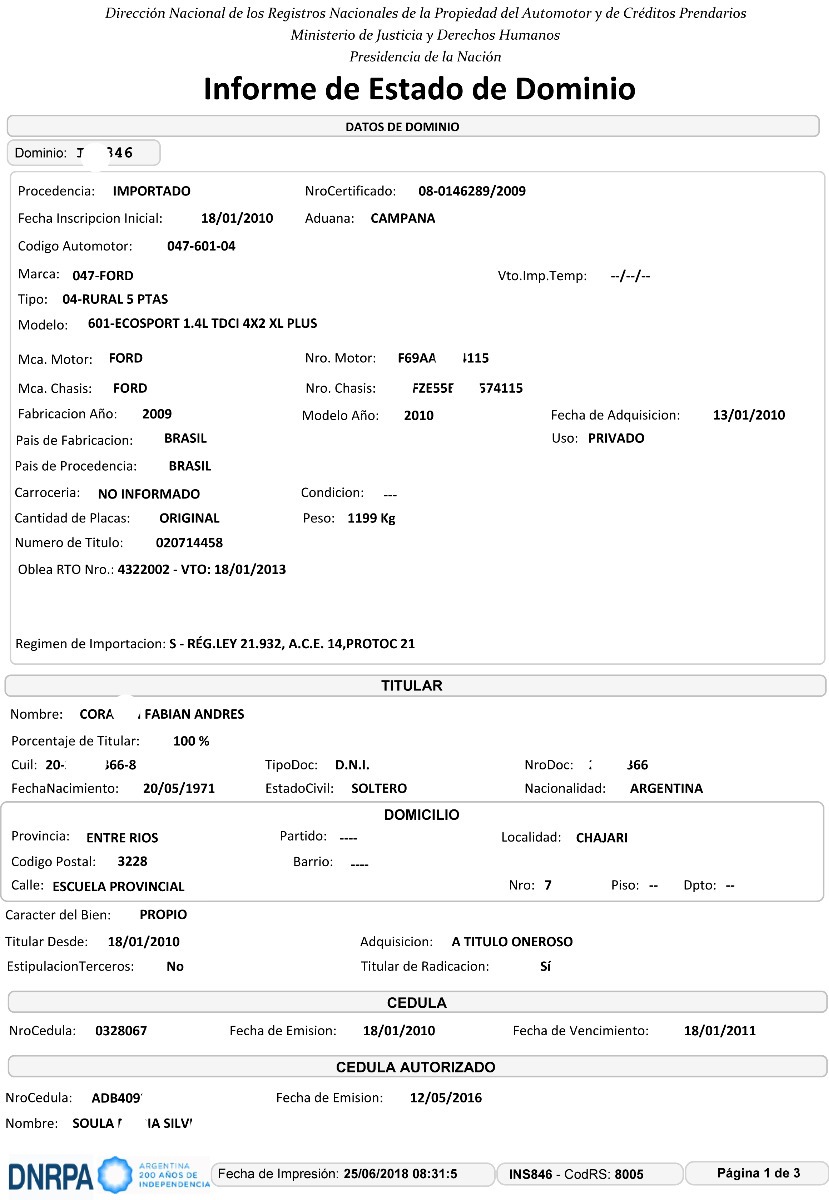 Dirección Nacional de los Registros Nacionales de la Propiedad del Automotor y de Créditos Prendarios
Ministerio de Justicia y Derechos Humanos
Presidencia de la Nación
Informe de Estado de Dominio
DATOS DE DOMINIO
Dominio: J 346
Procedencia: IMPORTADO NroCertificado: 08-0146289/2009
Fecha Inscripcion Inicial: 18/01/2010 Aduana: CAMPANA
Codigo Automotor: 047-601-04
Marca: 047-FORD Vto.Imp.Temp: --/--/--
Tipo: 04-RURAL 5 PTAS
Modelo: 601-ECOSPORT 1.4L TDCI 4X2 XL PLUS
Mca. Motor: FORD Nro. Motor: F69AA 4115
Mca. Chasis: FORD Nro. Chasis: FZE55F 574115
Fabricacion Año: 2009 Modelo Año: 2010 Fecha de Adquisicion: 13/01/2010
Pais de Fabricacion: BRASIL Uso: PRIVADO
Pais de Procedencia: BRASIL
Carroceria: NO INFORMADO Condicion: ---
Cantidad de Placas: ORIGINAL Peso: 1199 Kg
Numero de Titulo: 020714458
Oblea RTO Nro.: 4322002 - VTO: 18/01/2013
Regimen de Importacion: S - RÉG.LEY 21.932, A.C.E. 14,PROTOC 21
TITULAR
Nombre: CORA FABIAN ANDRES
Porcentaje de Titular: 100 %
Cuil: 20- 366-8 TipoDoc: D.N.I. NroDoc: 366
FechaNacimiento: 20/05/1971 EstadoCivil: SOLTERO Nacionalidad: ARGENTINA
DOMICILIO
Provincia: ENTRE RIOS Partido: ---- Localidad: CHAJARI
Codigo Postal: 3228 Barrio: ----
Calle: ESCUELA PROVINCIAL Nro: 7 Piso: -- Dpto: --
Caracter del Bien: PROPIO
Titular Desde: 18/01/2010 Adquisicion: A TITULO ONEROSO
EstipulacionTerceros: No Titular de Radicacion: Sí
CEDULA
NroCedula: 0328067 Fecha de Emision: 18/01/2010 Fecha de Vencimiento: 18/01/2011
CEDULA AUTORIZADO
NroCedula: ADB409 Fecha de Emision: 12/05/2016
Nombre: SOULA IA SILV
DNRPA ARGENTINA
200 AÑOS DE
INDEPENDENCIA
Fecha de Impresión: 25/06/2018 08:31:5 INS846 - CodRS: 8005 Página 1 de 3